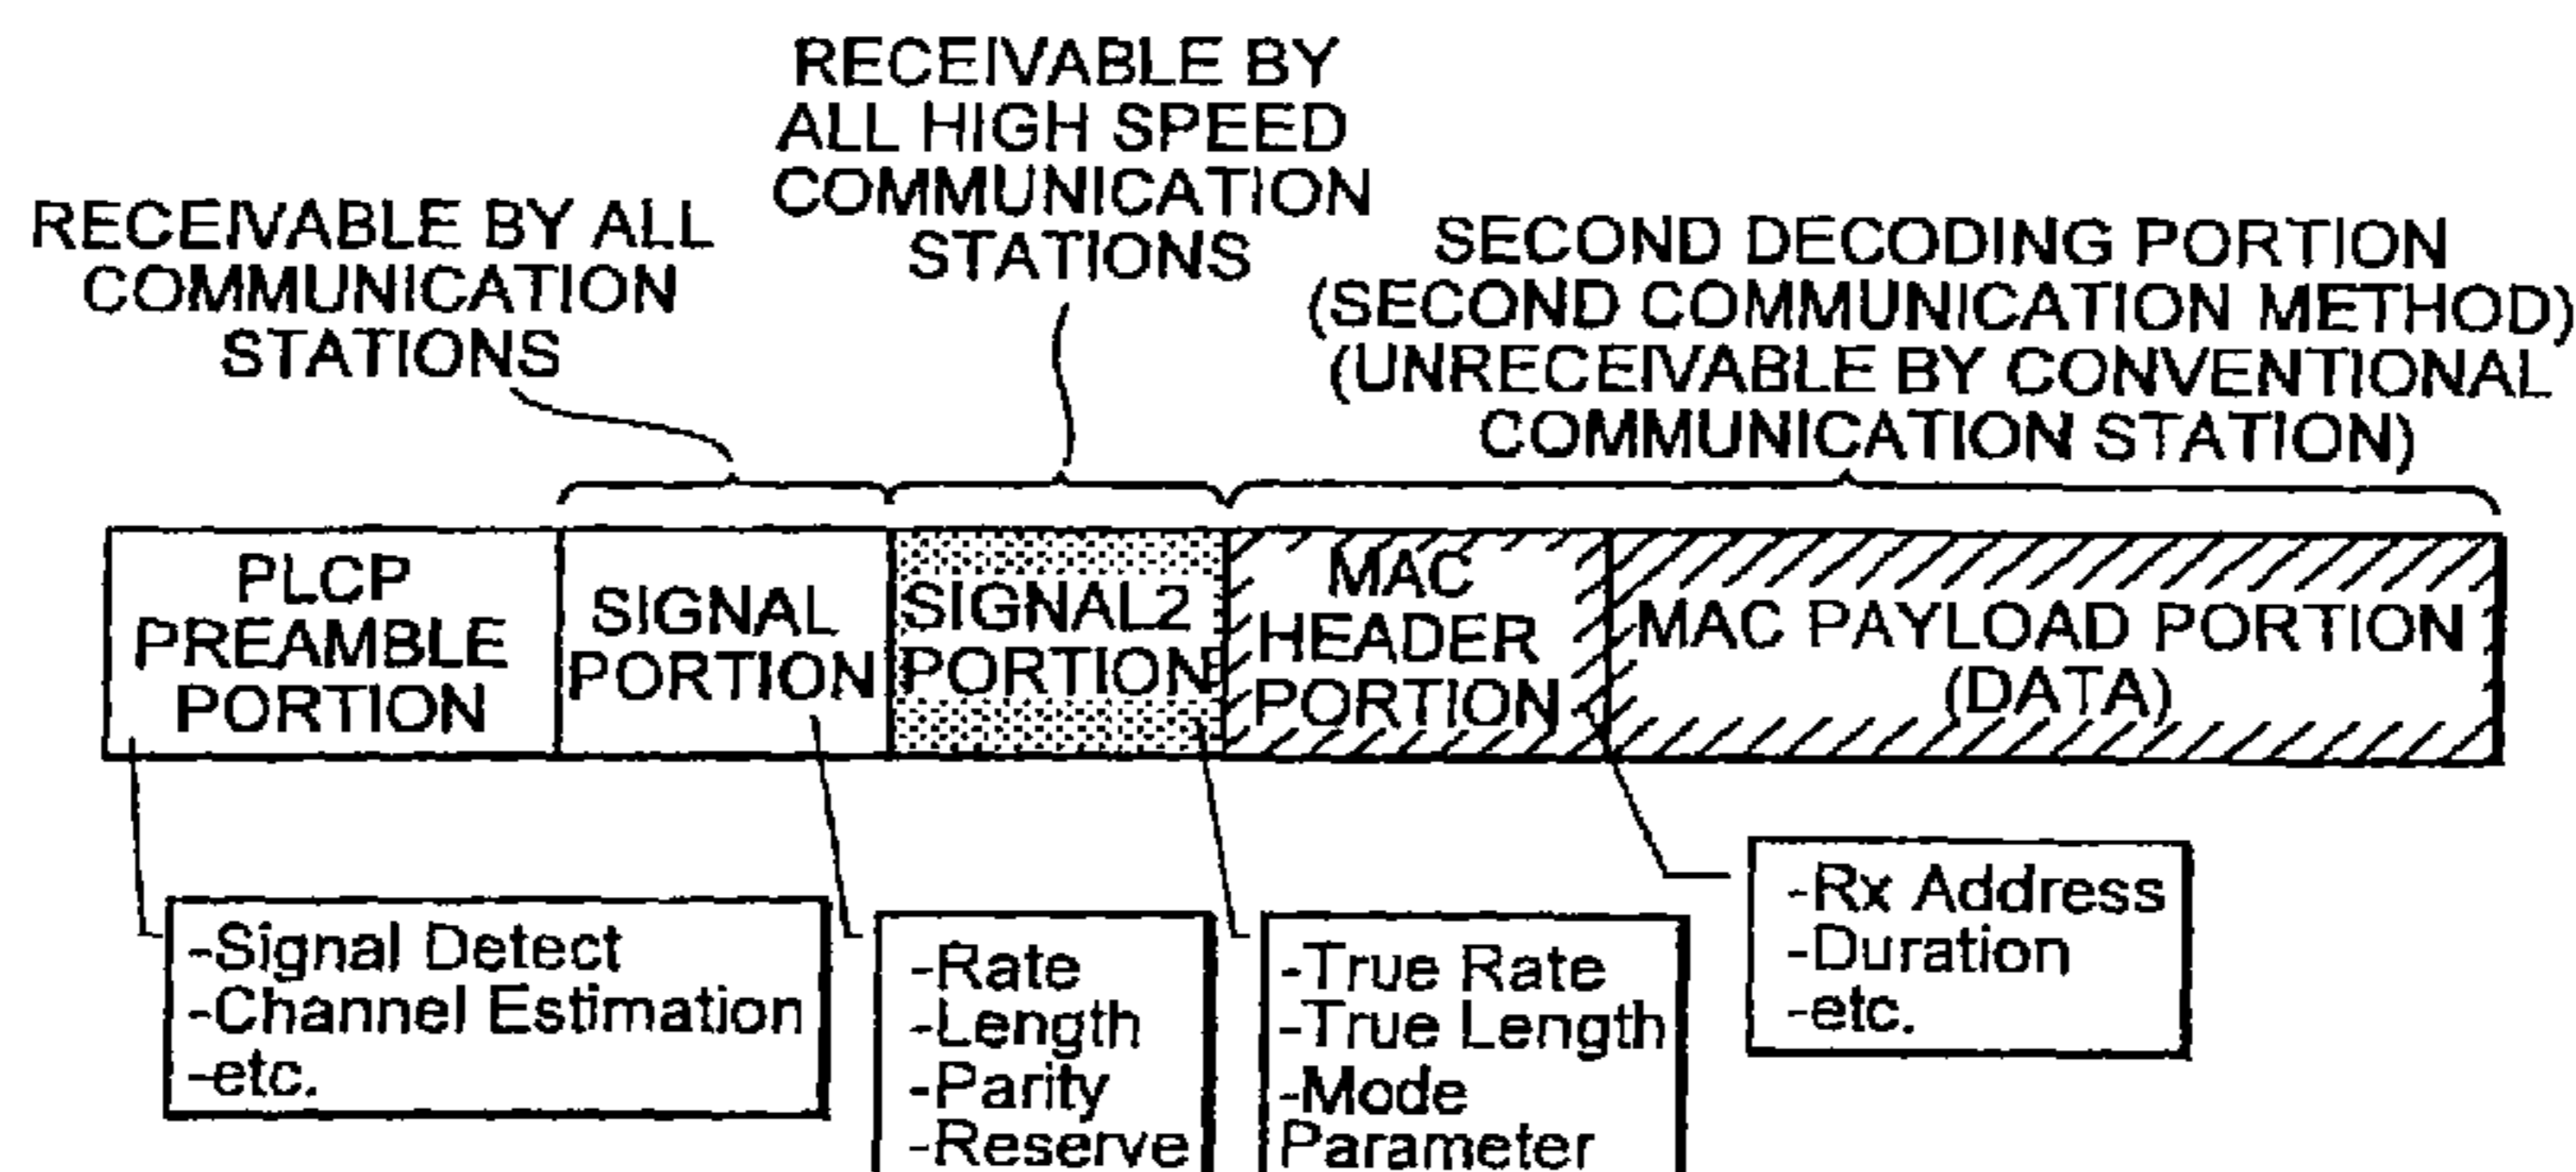 RECEIVABLE BY
ALL HIGH SPEED
COMMUNICATION
STATIONS
RECEIVABLE BY ALL
COMMUNICATION
STATIONS
SECOND DECODING PORTION
(SECOND COMMUNICATION METHOD)
(UNRECEIVABLE BY CONVENTIONAL
COMMUNICATION STATION)
PLCP
PREAMBLE
PORTION
SIGNAL
PORTION
SIGNAL2
PORTION
MAC
HEADER
PORTION
MAC PAYLOAD PORTION
(DATA)
-Signal Detect
-Channel Estimation
-etc.
-Rate
-Length
-Parity
-Reserve
-True Rate
-True Length
-Mode
Parameter
-Rx Address
-Duration
-etc.